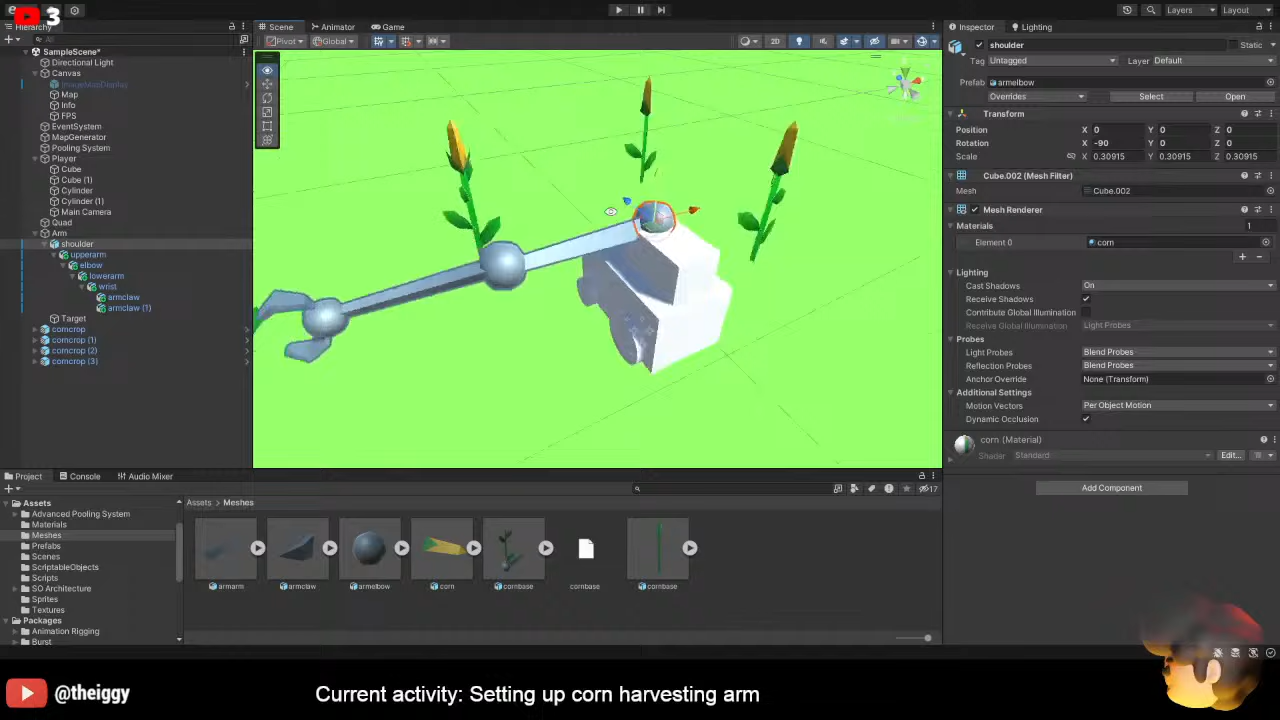 3
Layers
Layout
Hierarchy
Scene
Animator
Game
Inspector
Lighting
All
Pivot
Global
2D
shoulder
Static
SampleScene*
Directional Light
Canvas
ImageMapDisplay
Map
Info
FPS
EventSystem
MapGenerator
Pooling System
Player
Cube
Cube (1)
Cylinder
Cylinder (1)
Main Camera
Quad
Arm
shoulder
upperarm
elbow
lowerarm
wrist
armclaw
armclaw (1)
Target
corncrop
corncrop (1)
corncrop (2)
corncrop (3)
Tag Untagged Layer Default
Prefab armelbow
Overrides Select Open
Transform
Position X 0 Y 0 Z 0
Rotation X -90 Y 0 Z 0
Scale X 0.30915 Y 0.30915 Z 0.30915
Cube.002 (Mesh Filter)
Mesh Cube.002
Mesh Renderer
Materials 1
Element 0 corn
Lighting
Cast Shadows On
Receive Shadows
Contribute Global Illumination
Receive Global Illumination Light Probes
Probes
Light Probes Blend Probes
Reflection Probes Blend Probes
Anchor Override None (Transform)
Additional Settings
Motion Vectors Per Object Motion
Dynamic Occlusion
corn (Material)
Shader Standard Edit...
Add Component
Project
Console
Audio Mixer
17
Assets
Advanced Pooling System
Materials
Meshes
Prefabs
Scenes
ScriptableObjects
Scripts
SO Architecture
Sprites
Textures
Packages
Animation Rigging
Burst
Assets > Meshes
armarm
armclaw
armelbow
corn
cornbase
cornbase
cornbase
@theiggy
Current activity: Setting up corn harvesting arm